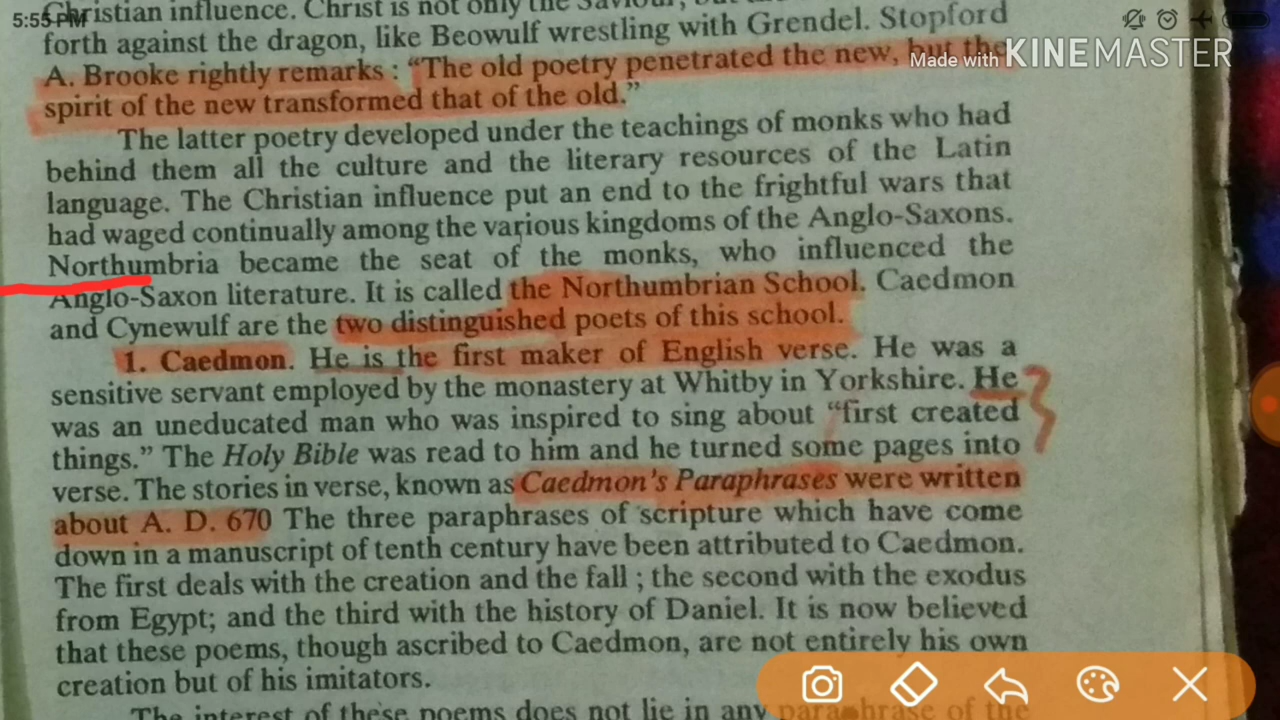 Christian influence. Christ is not only the Saviour, but
5:55 PM
forth against the dragon, like Beowulf wrestling with Grendel. Stopford
Made with KINEMASTER
A. Brooke rightly remarks : “The old poetry penetrated the new, but the
spirit of the new transformed that of the old.”
The latter poetry developed under the teachings of monks who had
behind them all the culture and the literary resources of the Latin
language. The Christian influence put an end to the frightful wars that
had waged continually among the various kingdoms of the Anglo-Saxons.
Northumbria became the seat of the monks, who influenced the
Anglo-Saxon literature. It is called the Northumbrian School. Caedmon
and Cynewulf are the two distinguished poets of this school.
1. Caedmon. He is the first maker of English verse. He was a
sensitive servant employed by the monastery at Whitby in Yorkshire. He
was an uneducated man who was inspired to sing about “first created
things.” The Holy Bible was read to him and he turned some pages into
verse. The stories in verse, known as Caedmon's Paraphrases were written
about A. D. 670 The three paraphrases of scripture which have come
down in a manuscript of tenth century have been attributed to Caedmon.
The first deals with the creation and the fall ; the second with the exodus
from Egypt; and the third with the history of Daniel. It is now believed
that these poems, though ascribed to Caedmon, are not entirely his own
creation but of his imitators.
The interest of these poems does not lie in any paraphrase of the